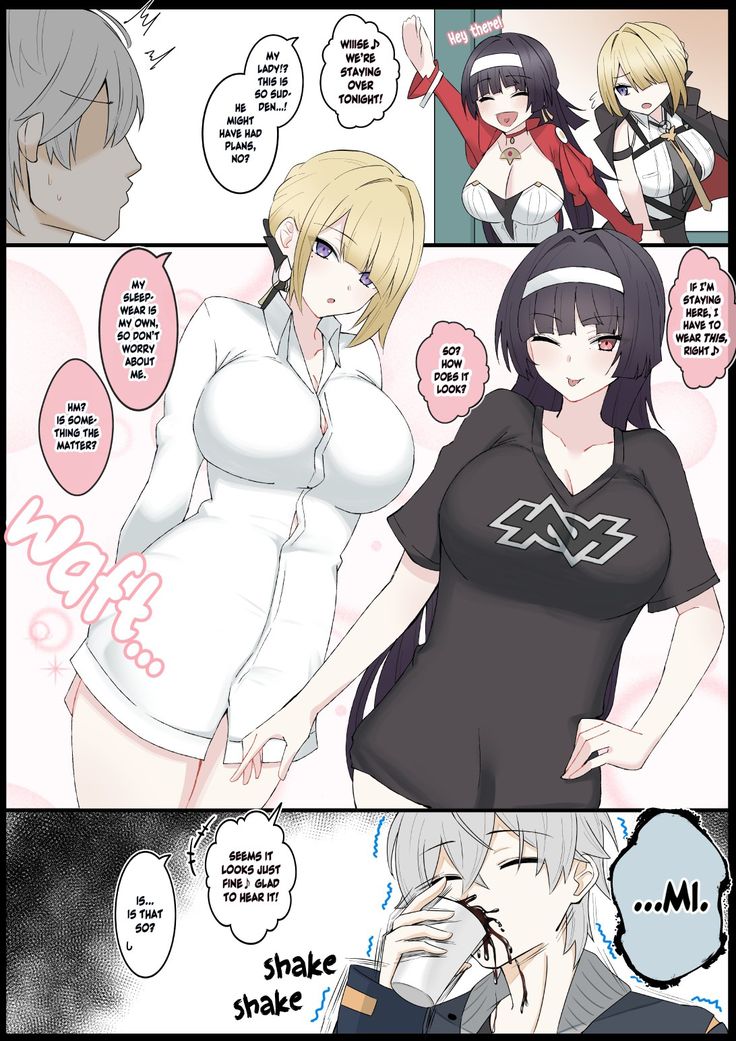 Hey there!
WIIISE♪
WE'RE
STAYING
OVER
TONIGHT!
MY
LADY!?
THIS
IS
SO SUD-
DEN...!
HE
MIGHT
HAVE HAD
PLANS,
NO?
IF I'M
STAYING
HERE, I
HAVE TO
WEAR THIS,
RIGHT♪
SO?
HOW
DOES IT
LOOK?
MY
SLEEP-
WEAR IS
MY OWN,
SO DON'T
WORRY
ABOUT
ME.
HM?
IS SOME-
THING THE
MATTER?
waft...
...MI.
SEEMS IT
LOOKS JUST
FINE♪ GLAD
TO HEAR IT!
IS...
IS THAT
SO?
shake
shake